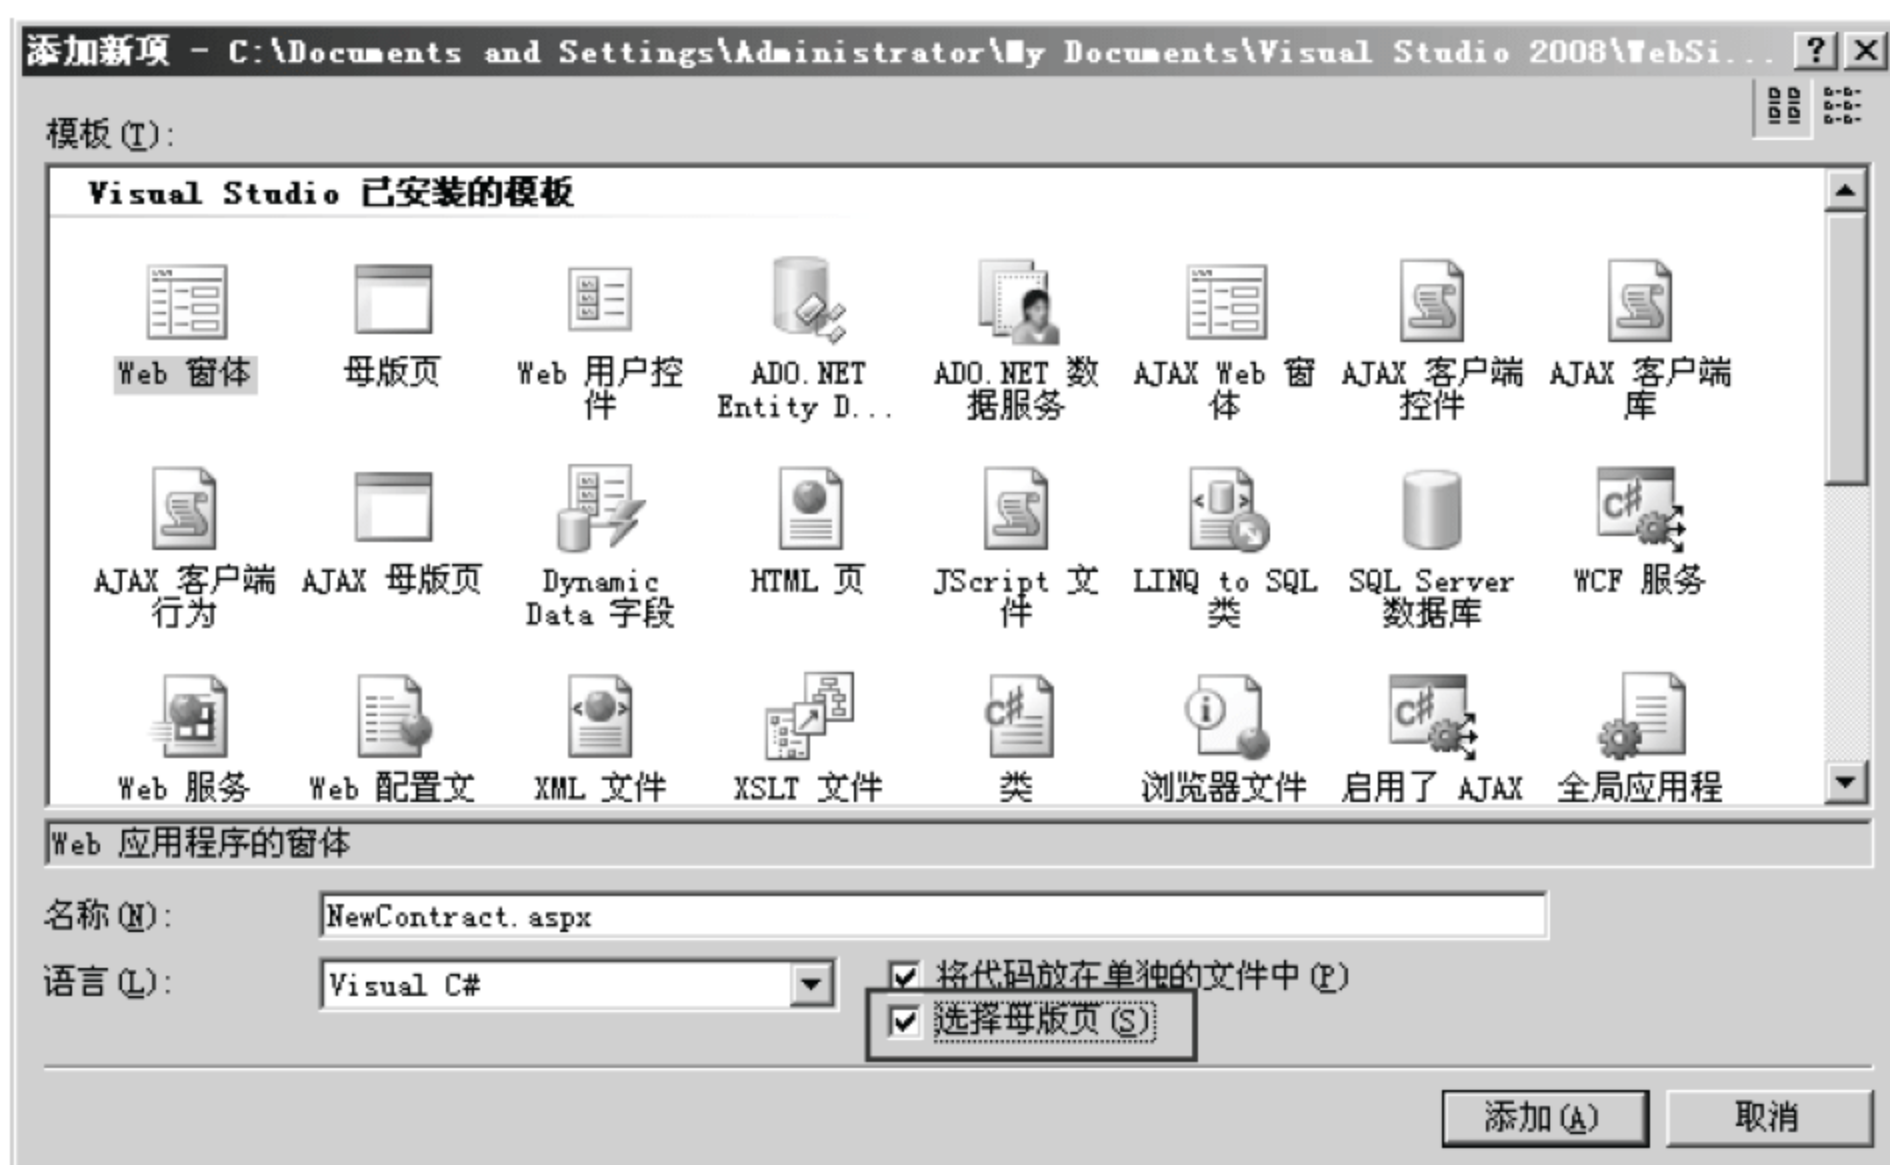 添加新项 - C:\Documents and Settings\Administrator\My Documents\Visual Studio 2008\WebSi...
模板(T):
Visual Studio 已安装的模板
Web 窗体
母版页
Web 用户控
件
ADO.NET
Entity D...
ADO.NET 数
据服务
AJAX Web 窗
体
AJAX 客户端
控件
AJAX 客户端
库
AJAX 客户端
行为
AJAX 母版页
Dynamic
Data 字段
HTML 页
JScript 文
件
LINQ to SQL
类
SQL Server
数据库
WCF 服务
Web 服务
Web 配置文
XML 文件
XSLT 文件
类
浏览器文件
启用了 AJAX
全局应用程
Web 应用程序的窗体
名称(N):
NewContract.aspx
语言(L):
Visual C#
将代码放在单独的文件中(P)
选择母版页(S)
添加(A)
取消